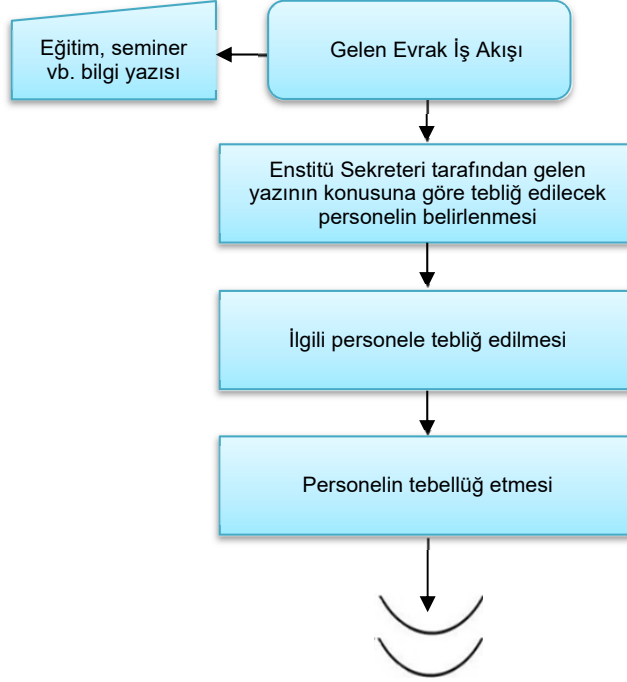 Eğitim, seminer
vb. bilgi yazısı
Gelen Evrak İş Akışı
Enstitü Sekreteri tarafından gelen
yazının konusuna göre tebliğ edilecek
personelin belirlenmesi
İlgili personele tebliğ edilmesi
Personelin tebellüğ etmesi